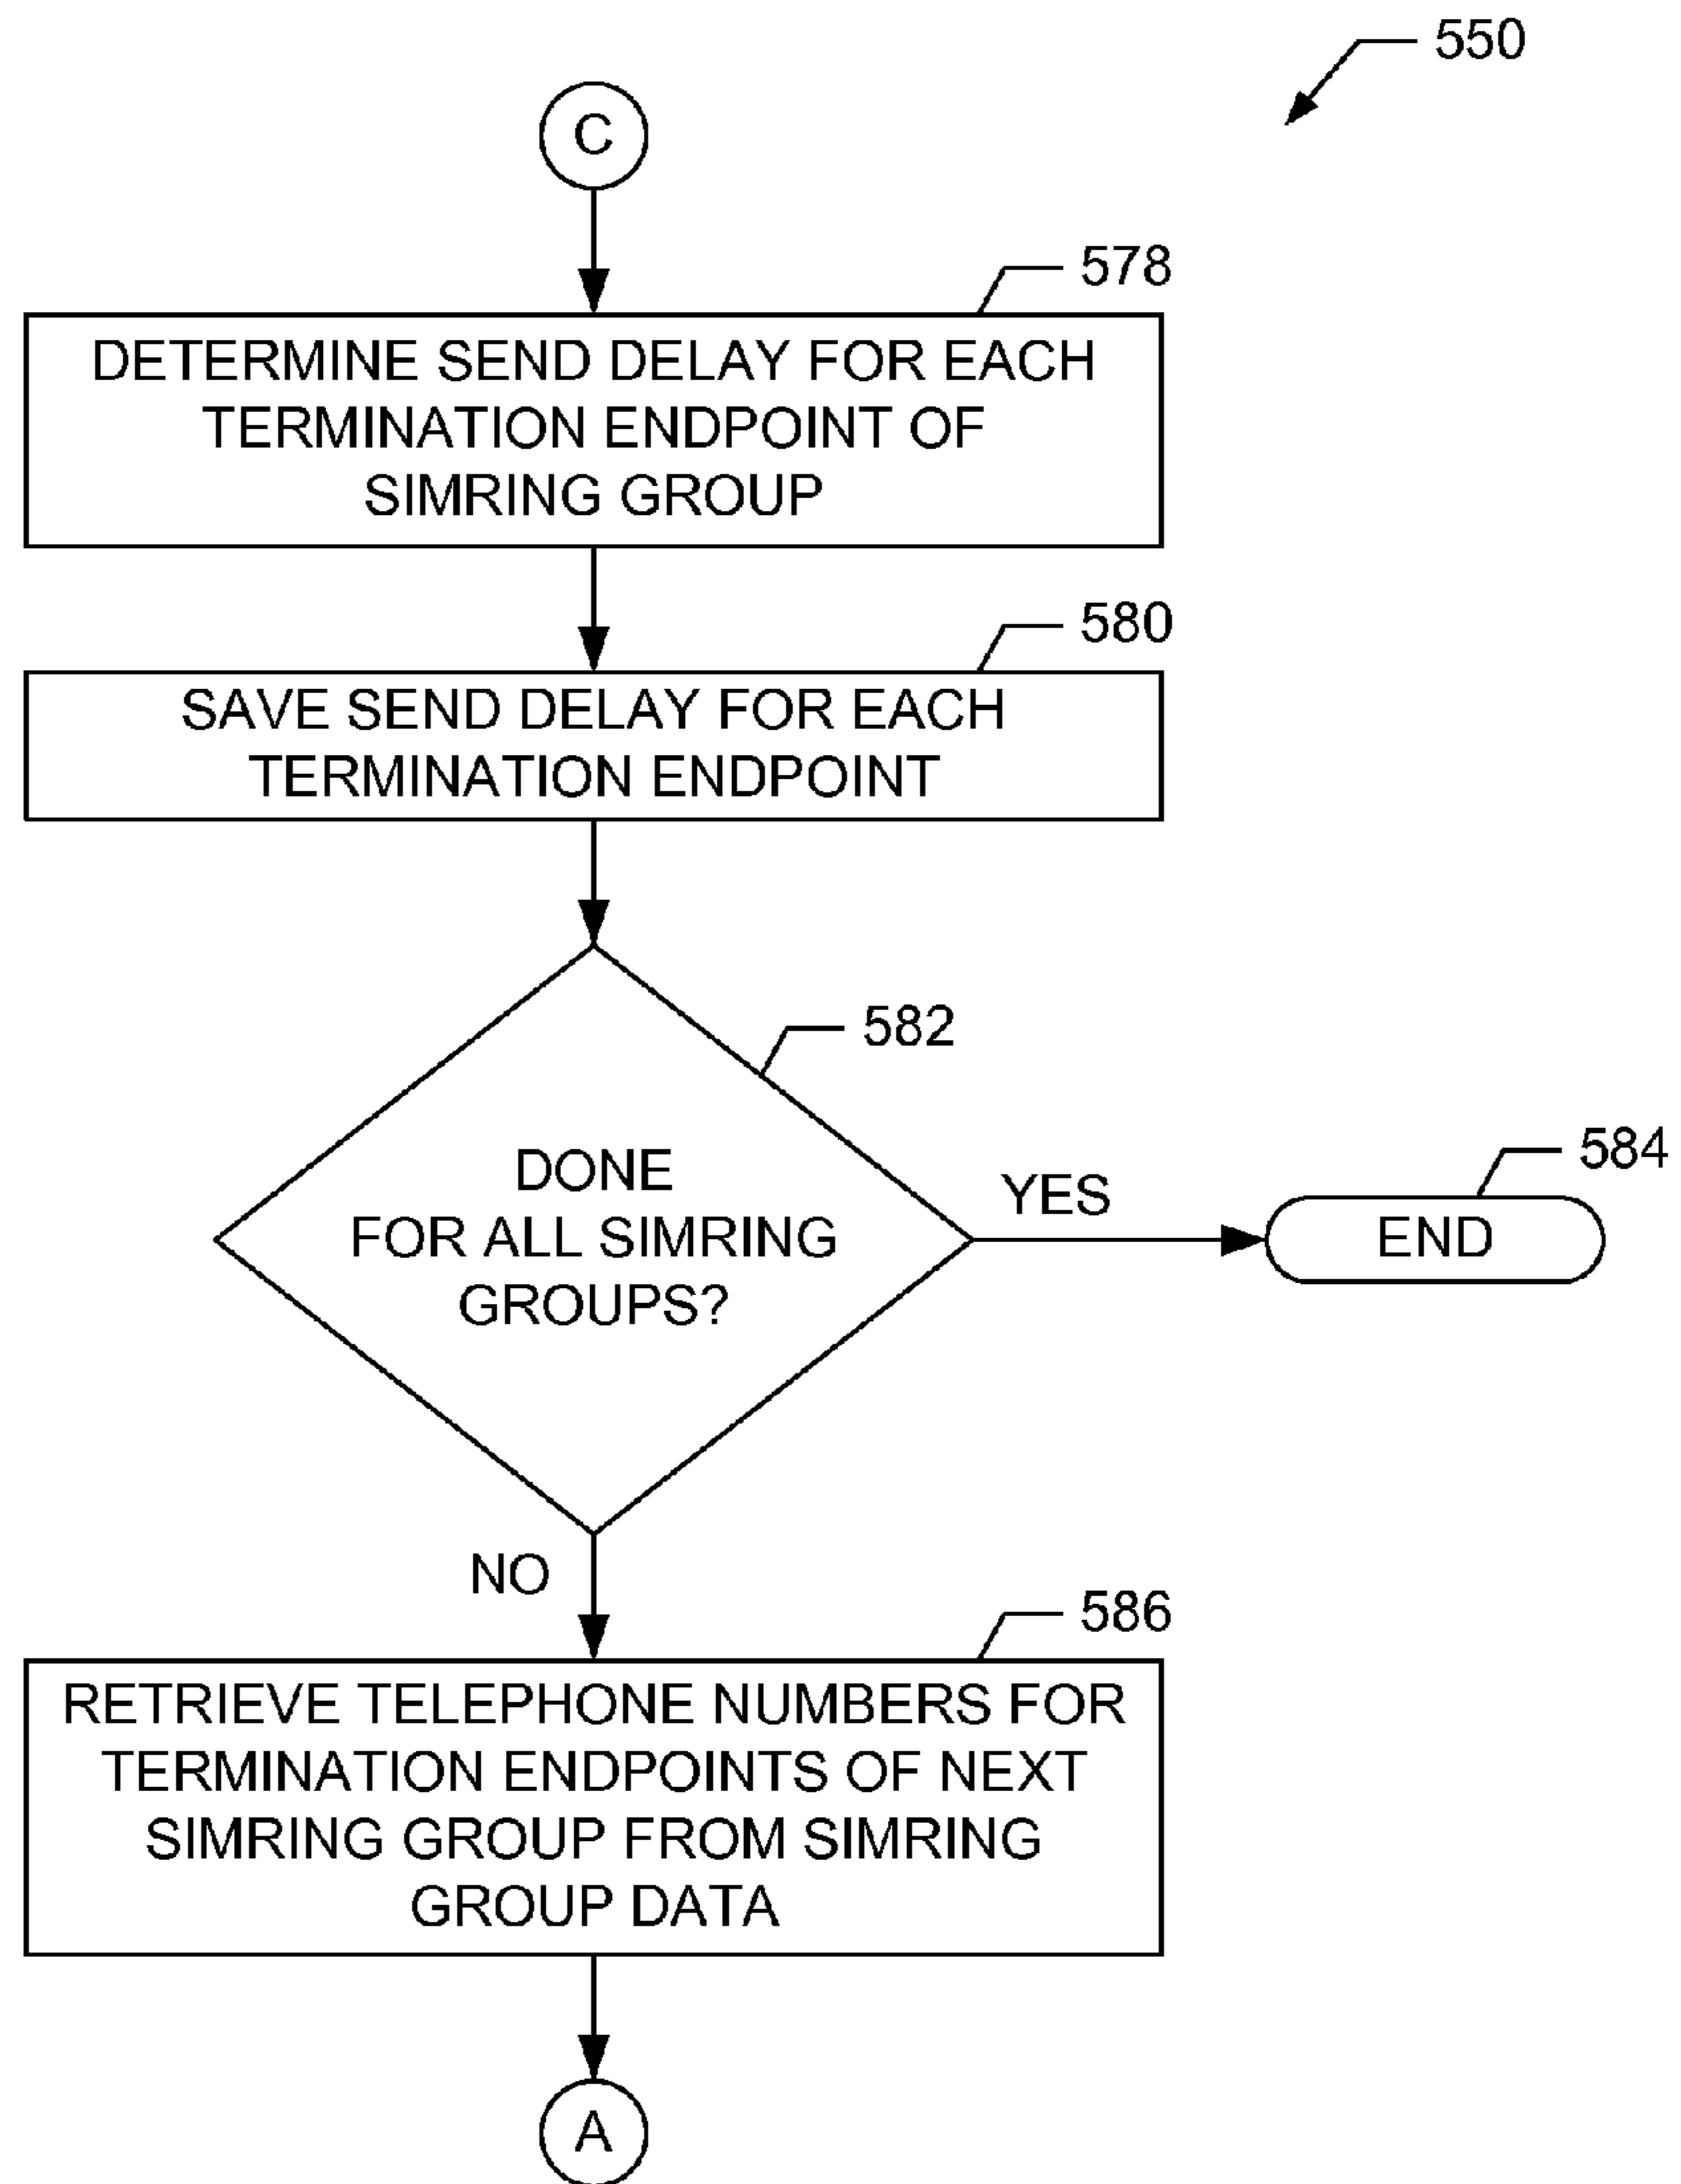 550
C
578
DETERMINE SEND DELAY FOR EACH
TERMINATION ENDPOINT OF
SIMRING GROUP
580
SAVE SEND DELAY FOR EACH
TERMINATION ENDPOINT
582
DONE
FOR ALL SIMRING
GROUPS?
YES
584
END
NO
586
RETRIEVE TELEPHONE NUMBERS FOR
TERMINATION ENDPOINTS OF NEXT
SIMRING GROUP FROM SIMRING
GROUP DATA
A